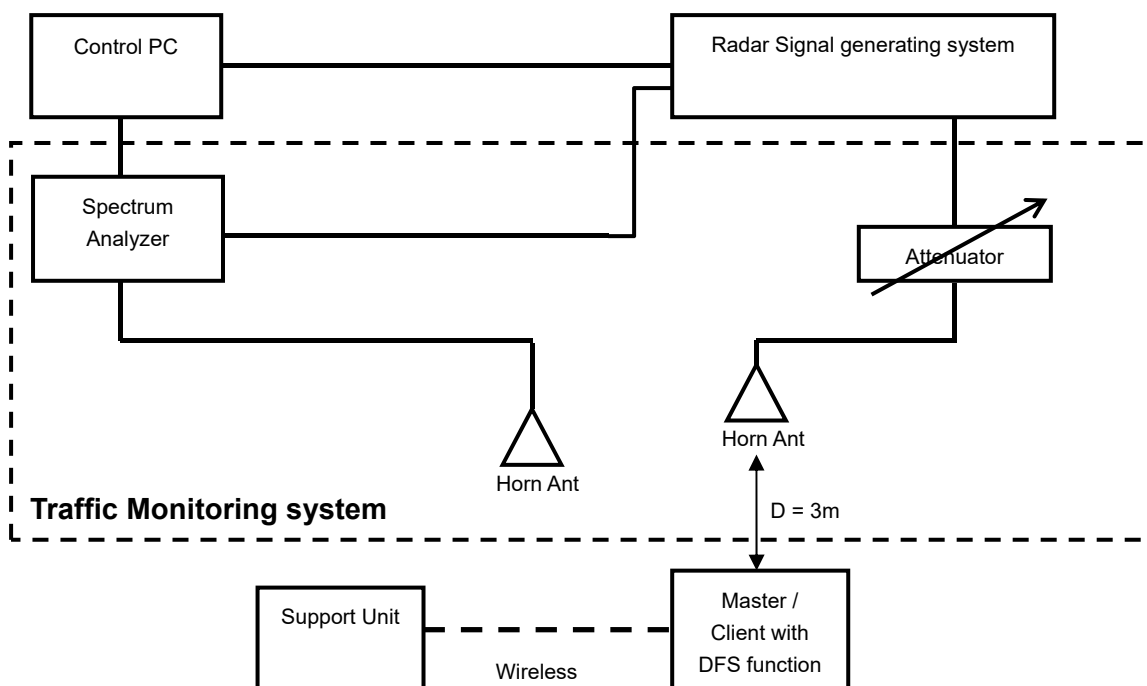 Control PC
Radar Signal generating system
Spectrum
Analyzer
Attenuator
Horn Ant
Horn Ant
Traffic Monitoring system
D = 3m
Support Unit
Wireless
Master /
Client with
DFS function